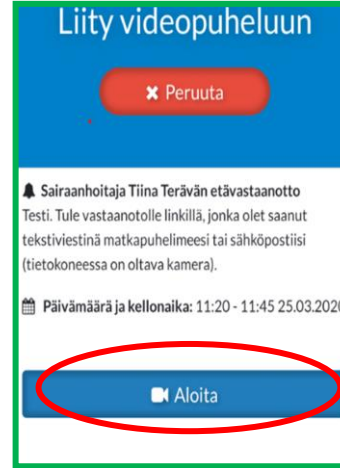 Liity videopuheluun
Peruuta
Sairaanhoitaja Tiina Terävän etävastaanotto
Testi. Tule vastaanotolle linkillä, jonka olet saanut
tekstiviestinä matkapuhelimeesi tai sähköpostiisi
(tietokoneessa on oltava kamera).
Päivämäärä ja kellonaika: 11:20 - 11:45 25.03.2020
Aloita